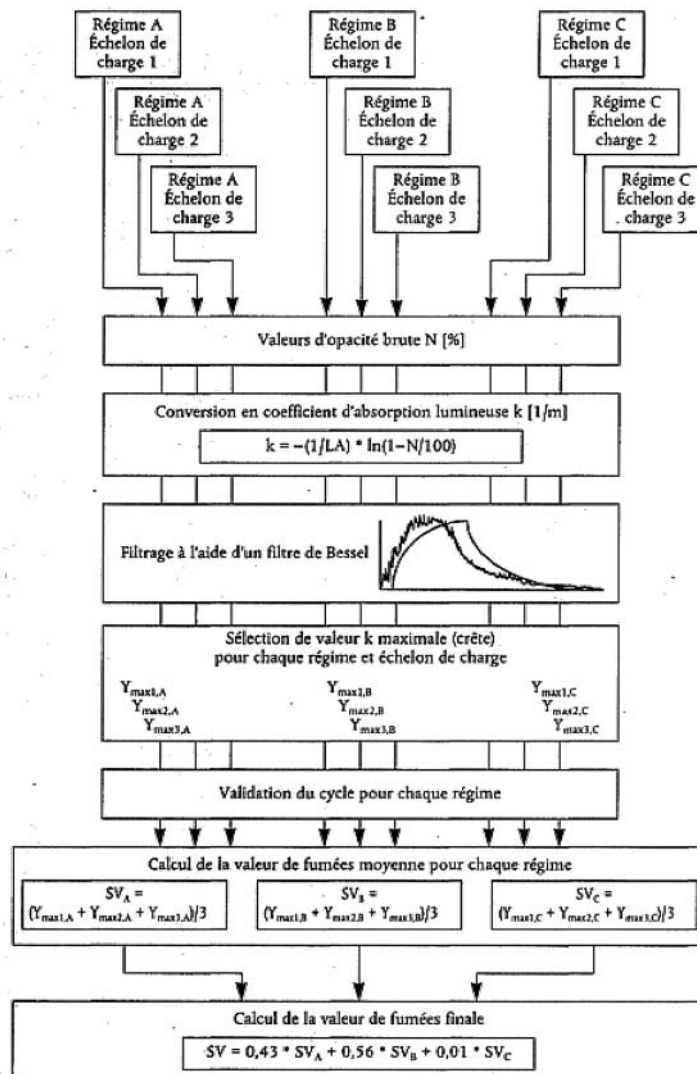 Régime A
Échelon de
charge 1
Régime B
Échelon de
charge 1
Régime C
Échelon de
charge 1
Régime A
Échelon de
charge 2
Régime B
Échelon de
charge 2
Régime C
Échelon de
charge 2
Régime A
Échelon de
charge 3
Régime B
Échelon de
charge 3
Régime C
Échelon de
charge 3
Valeurs d'opacité brute N [%]
Conversion en coefficient d'absorption lumineuse k [1/m]
k = −(1/LA) * ln(1−N/100)
Filtrage à l'aide d'un filtre de Bessel
Sélection de valeur k maximale (crête)
pour chaque régime et échelon de charge
Ymax1,A Ymax1,B Ymax1,C
Ymax2,A Ymax2,B Ymax2,C
Ymax3,A Ymax3,B Ymax3,C
Validation du cycle pour chaque régime
Calcul de la valeur de fumées moyenne pour chaque régime
SVA =
(Ymax1,A + Ymax2,A + Ymax3,A)/3
SVB =
(Ymax1,B + Ymax2,B + Ymax3,B)/3
SVC =
(Ymax1,C + Ymax2,C + Ymax3,C)/3
Calcul de la valeur de fumées finale
SV = 0,43 * SVA + 0,56 * SVB + 0,01 * SVC